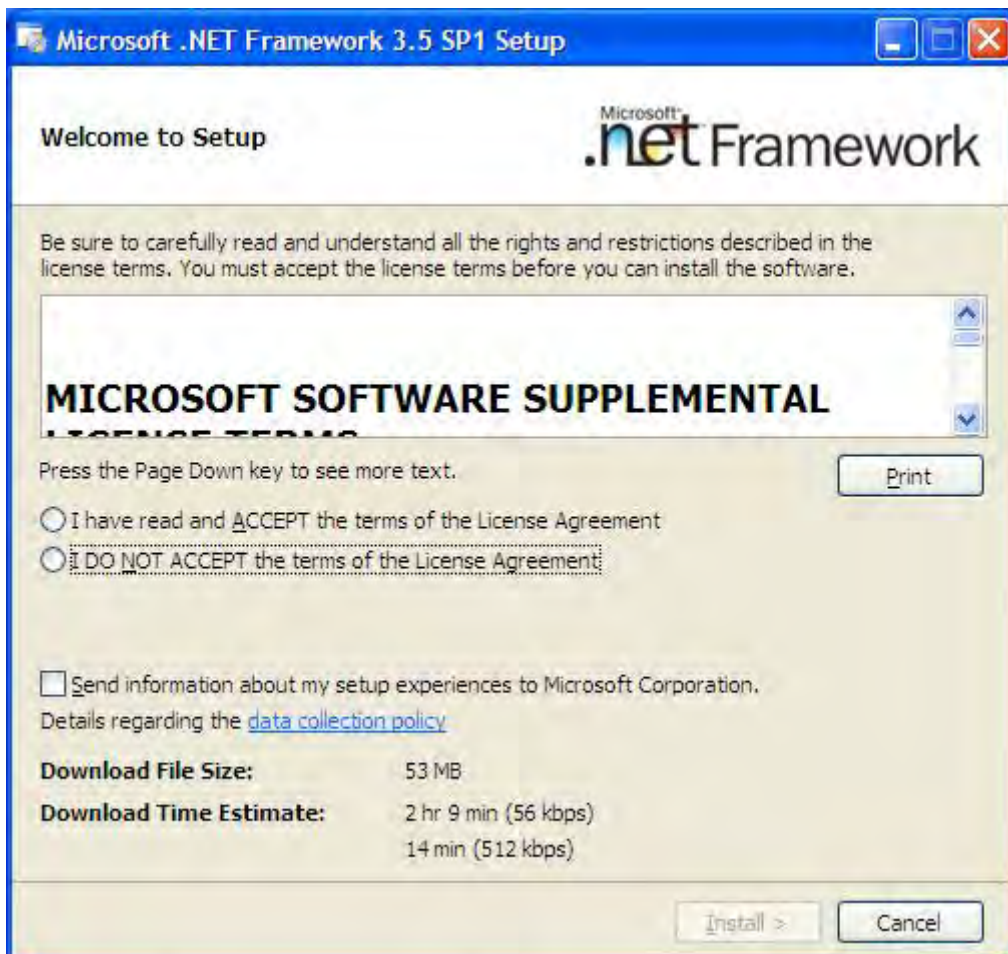 Microsoft .NET Framework 3.5 SP1 Setup
Welcome to Setup
Microsoft
.net Framework
Be sure to carefully read and understand all the rights and restrictions described in the
license terms. You must accept the license terms before you can install the software.
MICROSOFT SOFTWARE SUPPLEMENTAL
LICENSE TERMS
Press the Page Down key to see more text.
Print
I have read and ACCEPT the terms of the License Agreement
I DO NOT ACCEPT the terms of the License Agreement
Send information about my setup experiences to Microsoft Corporation.
Details regarding the data collection policy
Download File Size: 53 MB
Download Time Estimate: 2 hr 9 min (56 kbps)
14 min (512 kbps)
Install > Cancel